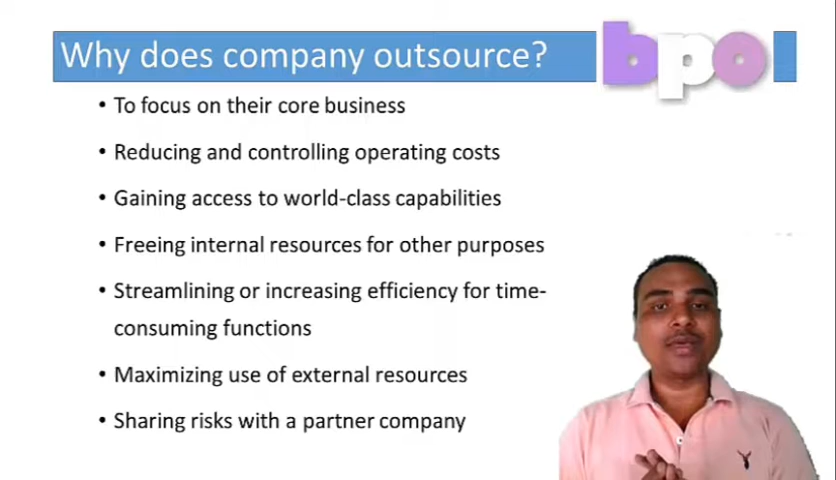 Why does company outsource?
bpo
• To focus on their core business
• Reducing and controlling operating costs
• Gaining access to world-class capabilities
• Freeing internal resources for other purposes
• Streamlining or increasing efficiency for time-
consuming functions
• Maximizing use of external resources
• Sharing risks with a partner company